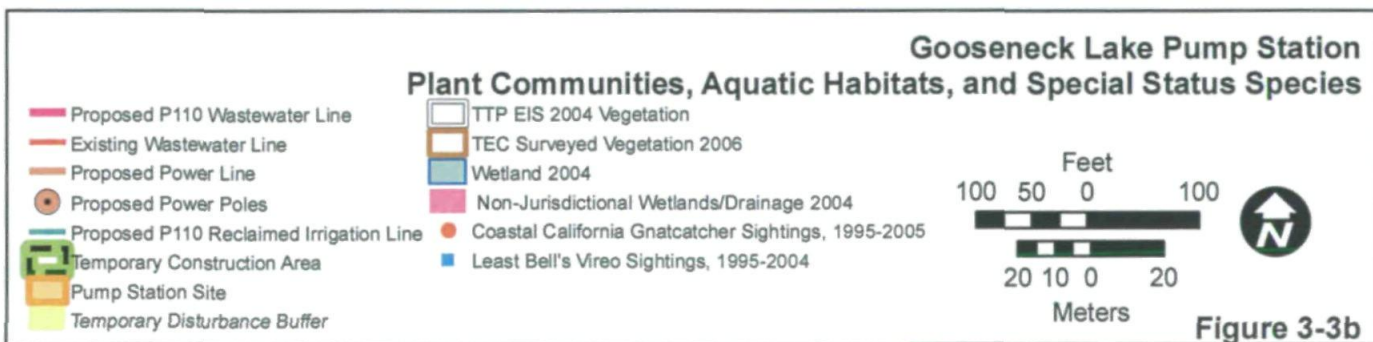 Gooseneck Lake Pump Station
Plant Communities, Aquatic Habitats, and Special Status Species
Proposed P110 Wastewater Line
Existing Wastewater Line
Proposed Power Line
Proposed Power Poles
Proposed P110 Reclaimed Irrigation Line
Temporary Construction Area
Pump Station Site
Temporary Disturbance Buffer
TTP EIS 2004 Vegetation
TEC Surveyed Vegetation 2006
Wetland 2004
Non-Jurisdictional Wetlands/Drainage 2004
Coastal California Gnatcatcher Sightings, 1995-2005
Least Bell's Vireo Sightings, 1995-2004
Feet
100 50 0 100
20 10 0 20
Meters
N
Figure 3-3b